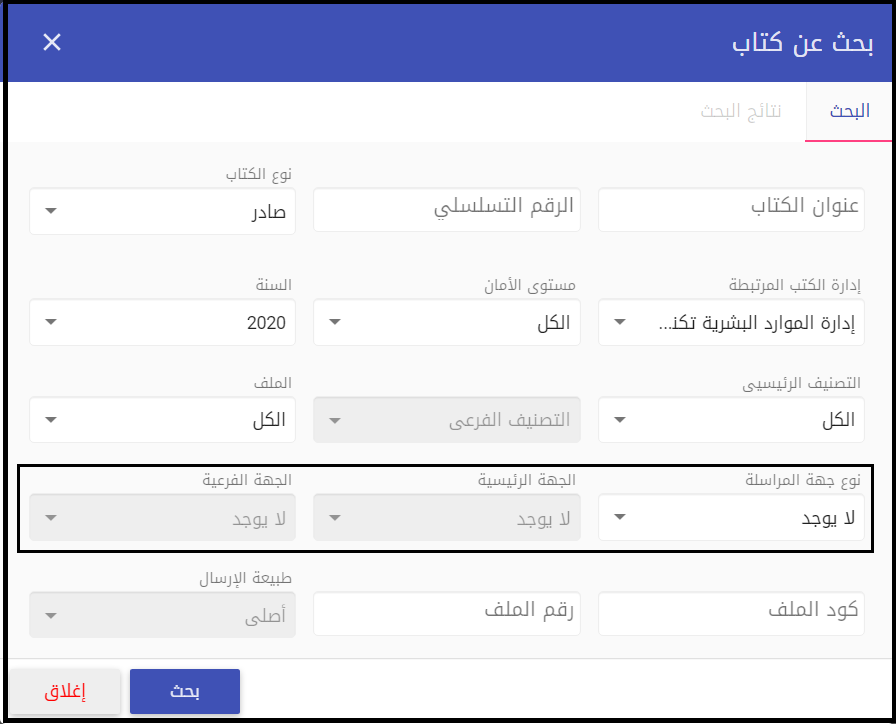 بحث عن كتاب
البحث
نتائج البحث
نوع الكتاب
عنوان الكتاب
الرقم التسلسلي
صادر
إدارة الكتب المرتبطة
مستوى الأمان
السنة
إدارة الموارد البشرية تكن...
الكل
2020
التصنيف الرئيسيى
الملف
الكل
التصنيف الفرعى
الكل
نوع جهة المراسلة
الجهة الرئيسية
الجهة الفرعية
لا يوجد
لا يوجد
لا يوجد
طبيعة الإرسال
كود الملف
رقم الملف
أصلى
بحث
إغلاق